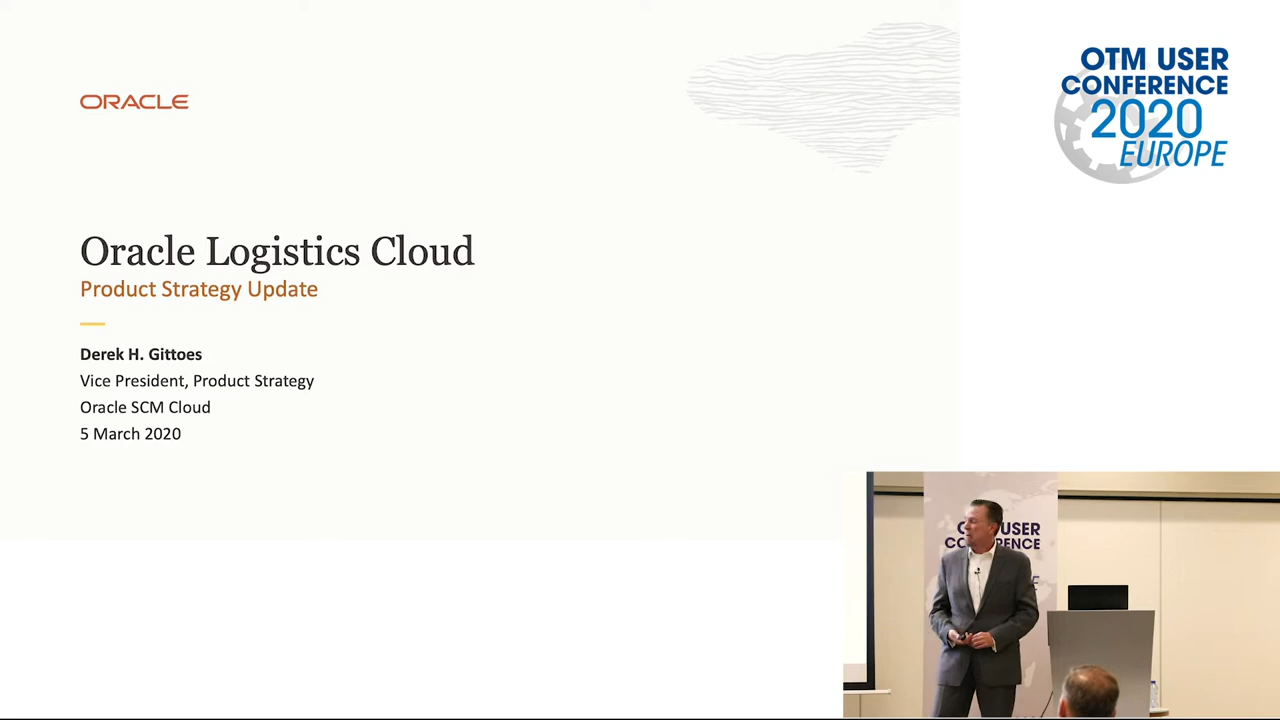 ORACLE
Oracle Logistics Cloud
Product Strategy Update
Derek H. Gittoes
Vice President, Product Strategy
Oracle SCM Cloud
5 March 2020
OTM USER
CONFERENCE
2020
EUROPE
USER
CONFERENCE